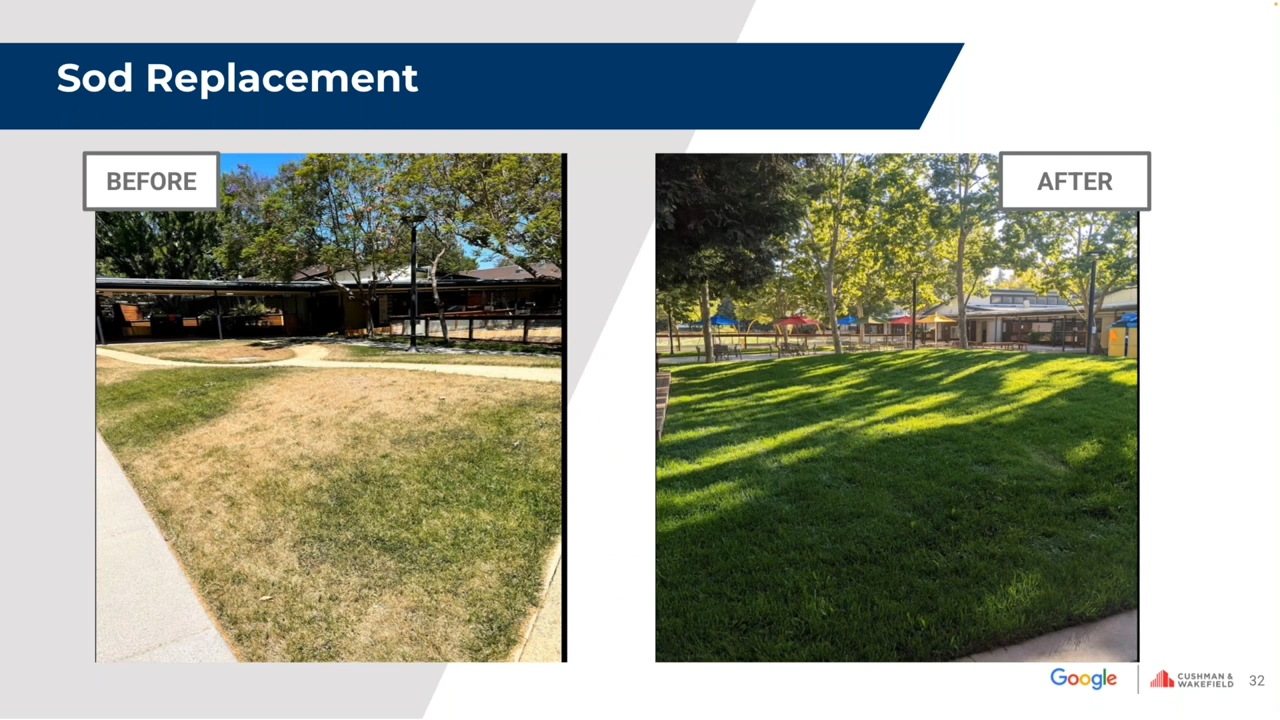 Sod Replacement
BEFORE
AFTER
Google
CUSHMAN &
WAKEFIELD
32